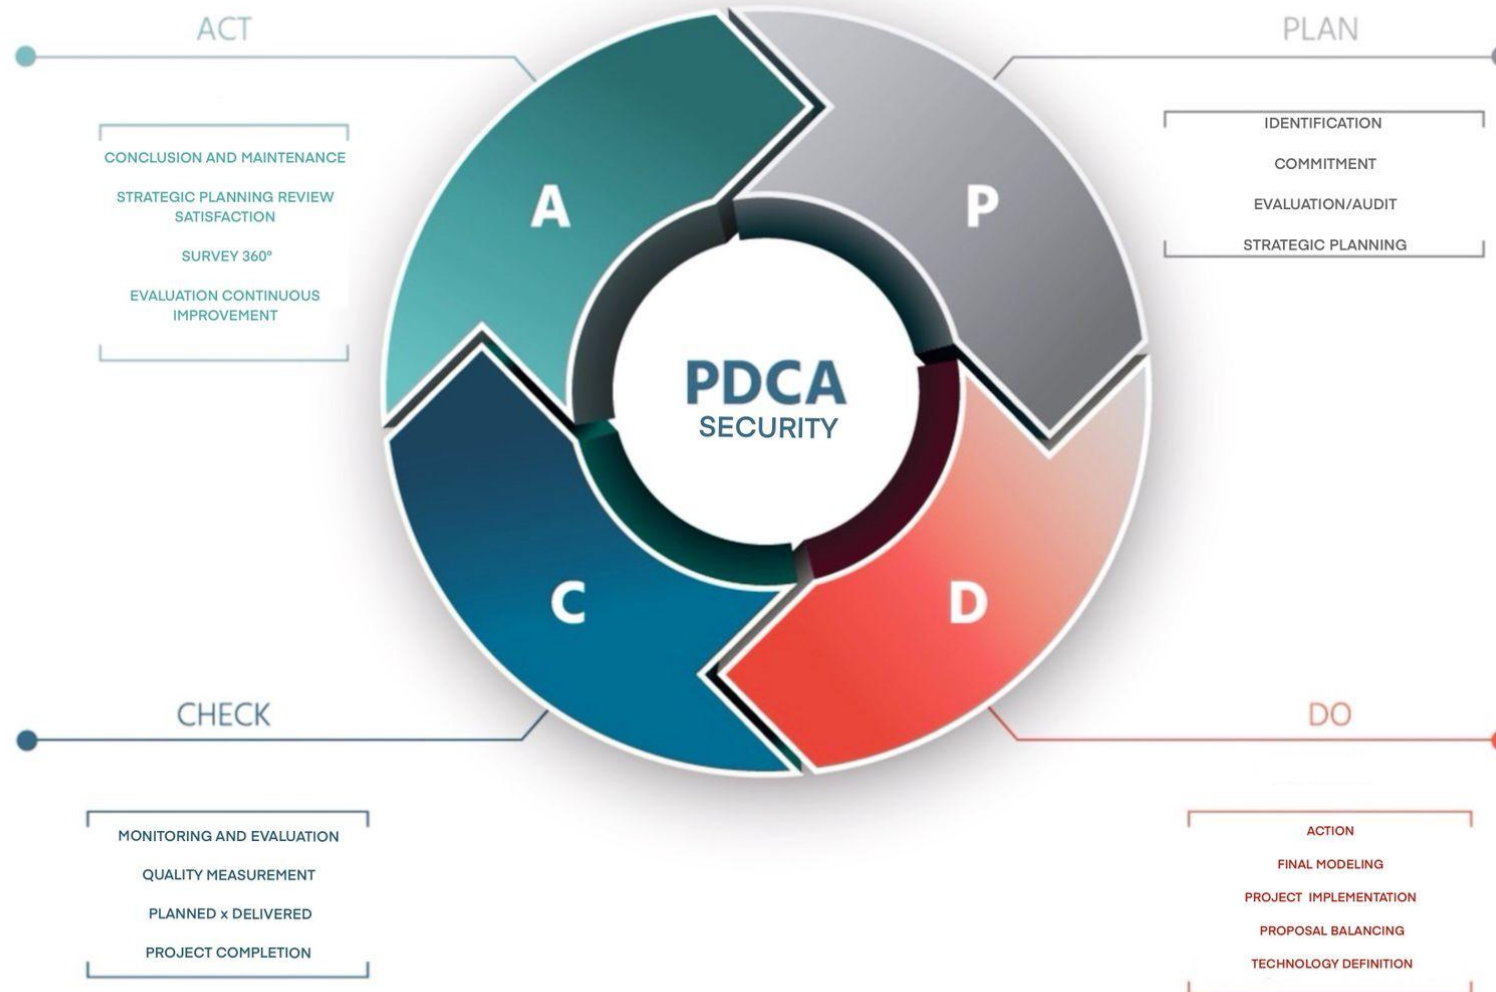 ACT
CONCLUSION AND MAINTENANCE
STRATEGIC PLANNING REVIEW
SATISFACTION
SURVEY 360°
EVALUATION CONTINUOUS
IMPROVEMENT
PLAN
IDENTIFICATION
COMMITMENT
EVALUATION/AUDIT
STRATEGIC PLANNING
A
P
PDCA
SECURITY
C
D
CHECK
MONITORING AND EVALUATION
QUALITY MEASUREMENT
PLANNED x DELIVERED
PROJECT COMPLETION
DO
ACTION
FINAL MODELING
PROJECT IMPLEMENTATION
PROPOSAL BALANCING
TECHNOLOGY DEFINITION